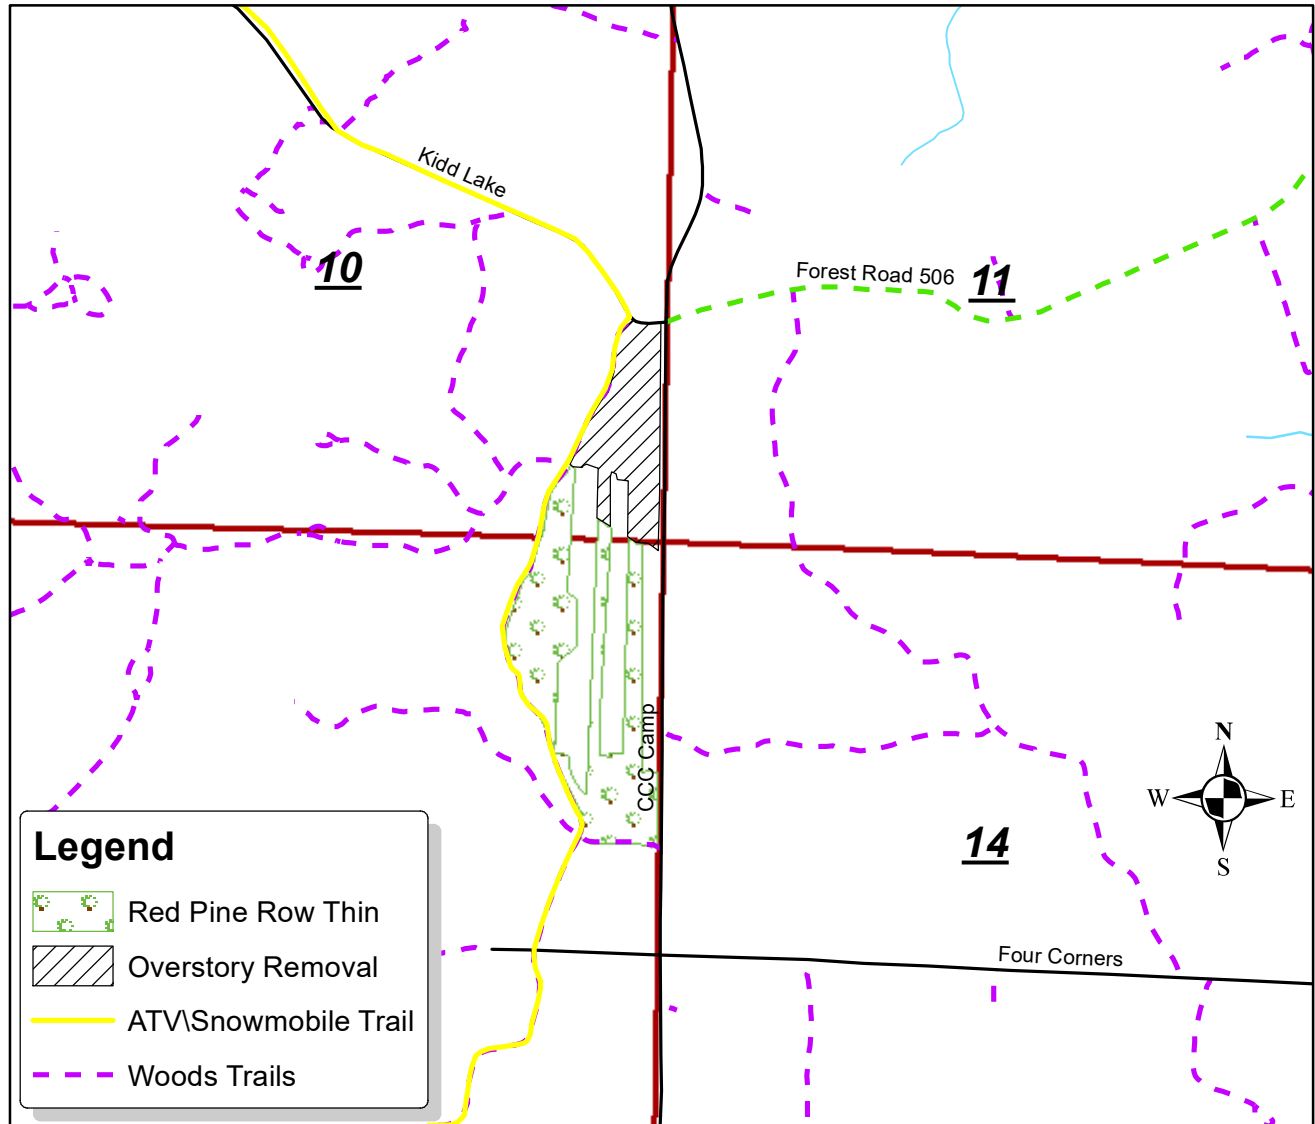 Kidd Lake
10
Forest Road 506
11
CCC Camp
N
W
E
S
14
Four Corners
Legend
Red Pine Row Thin
Overstory Removal
ATV\Snowmobile Trail
Woods Trails